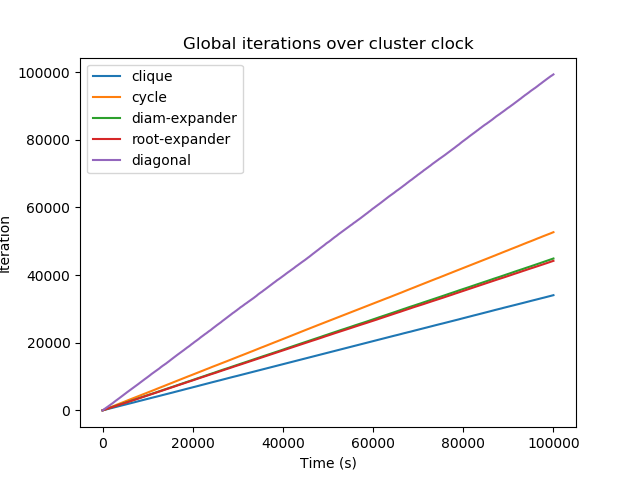 Global iterations over cluster clock
clique
cycle
diam-expander
root-expander
diagonal
100000
80000
60000
40000
20000
0
Iteration
0 20000 40000 60000 80000 100000
Time (s)